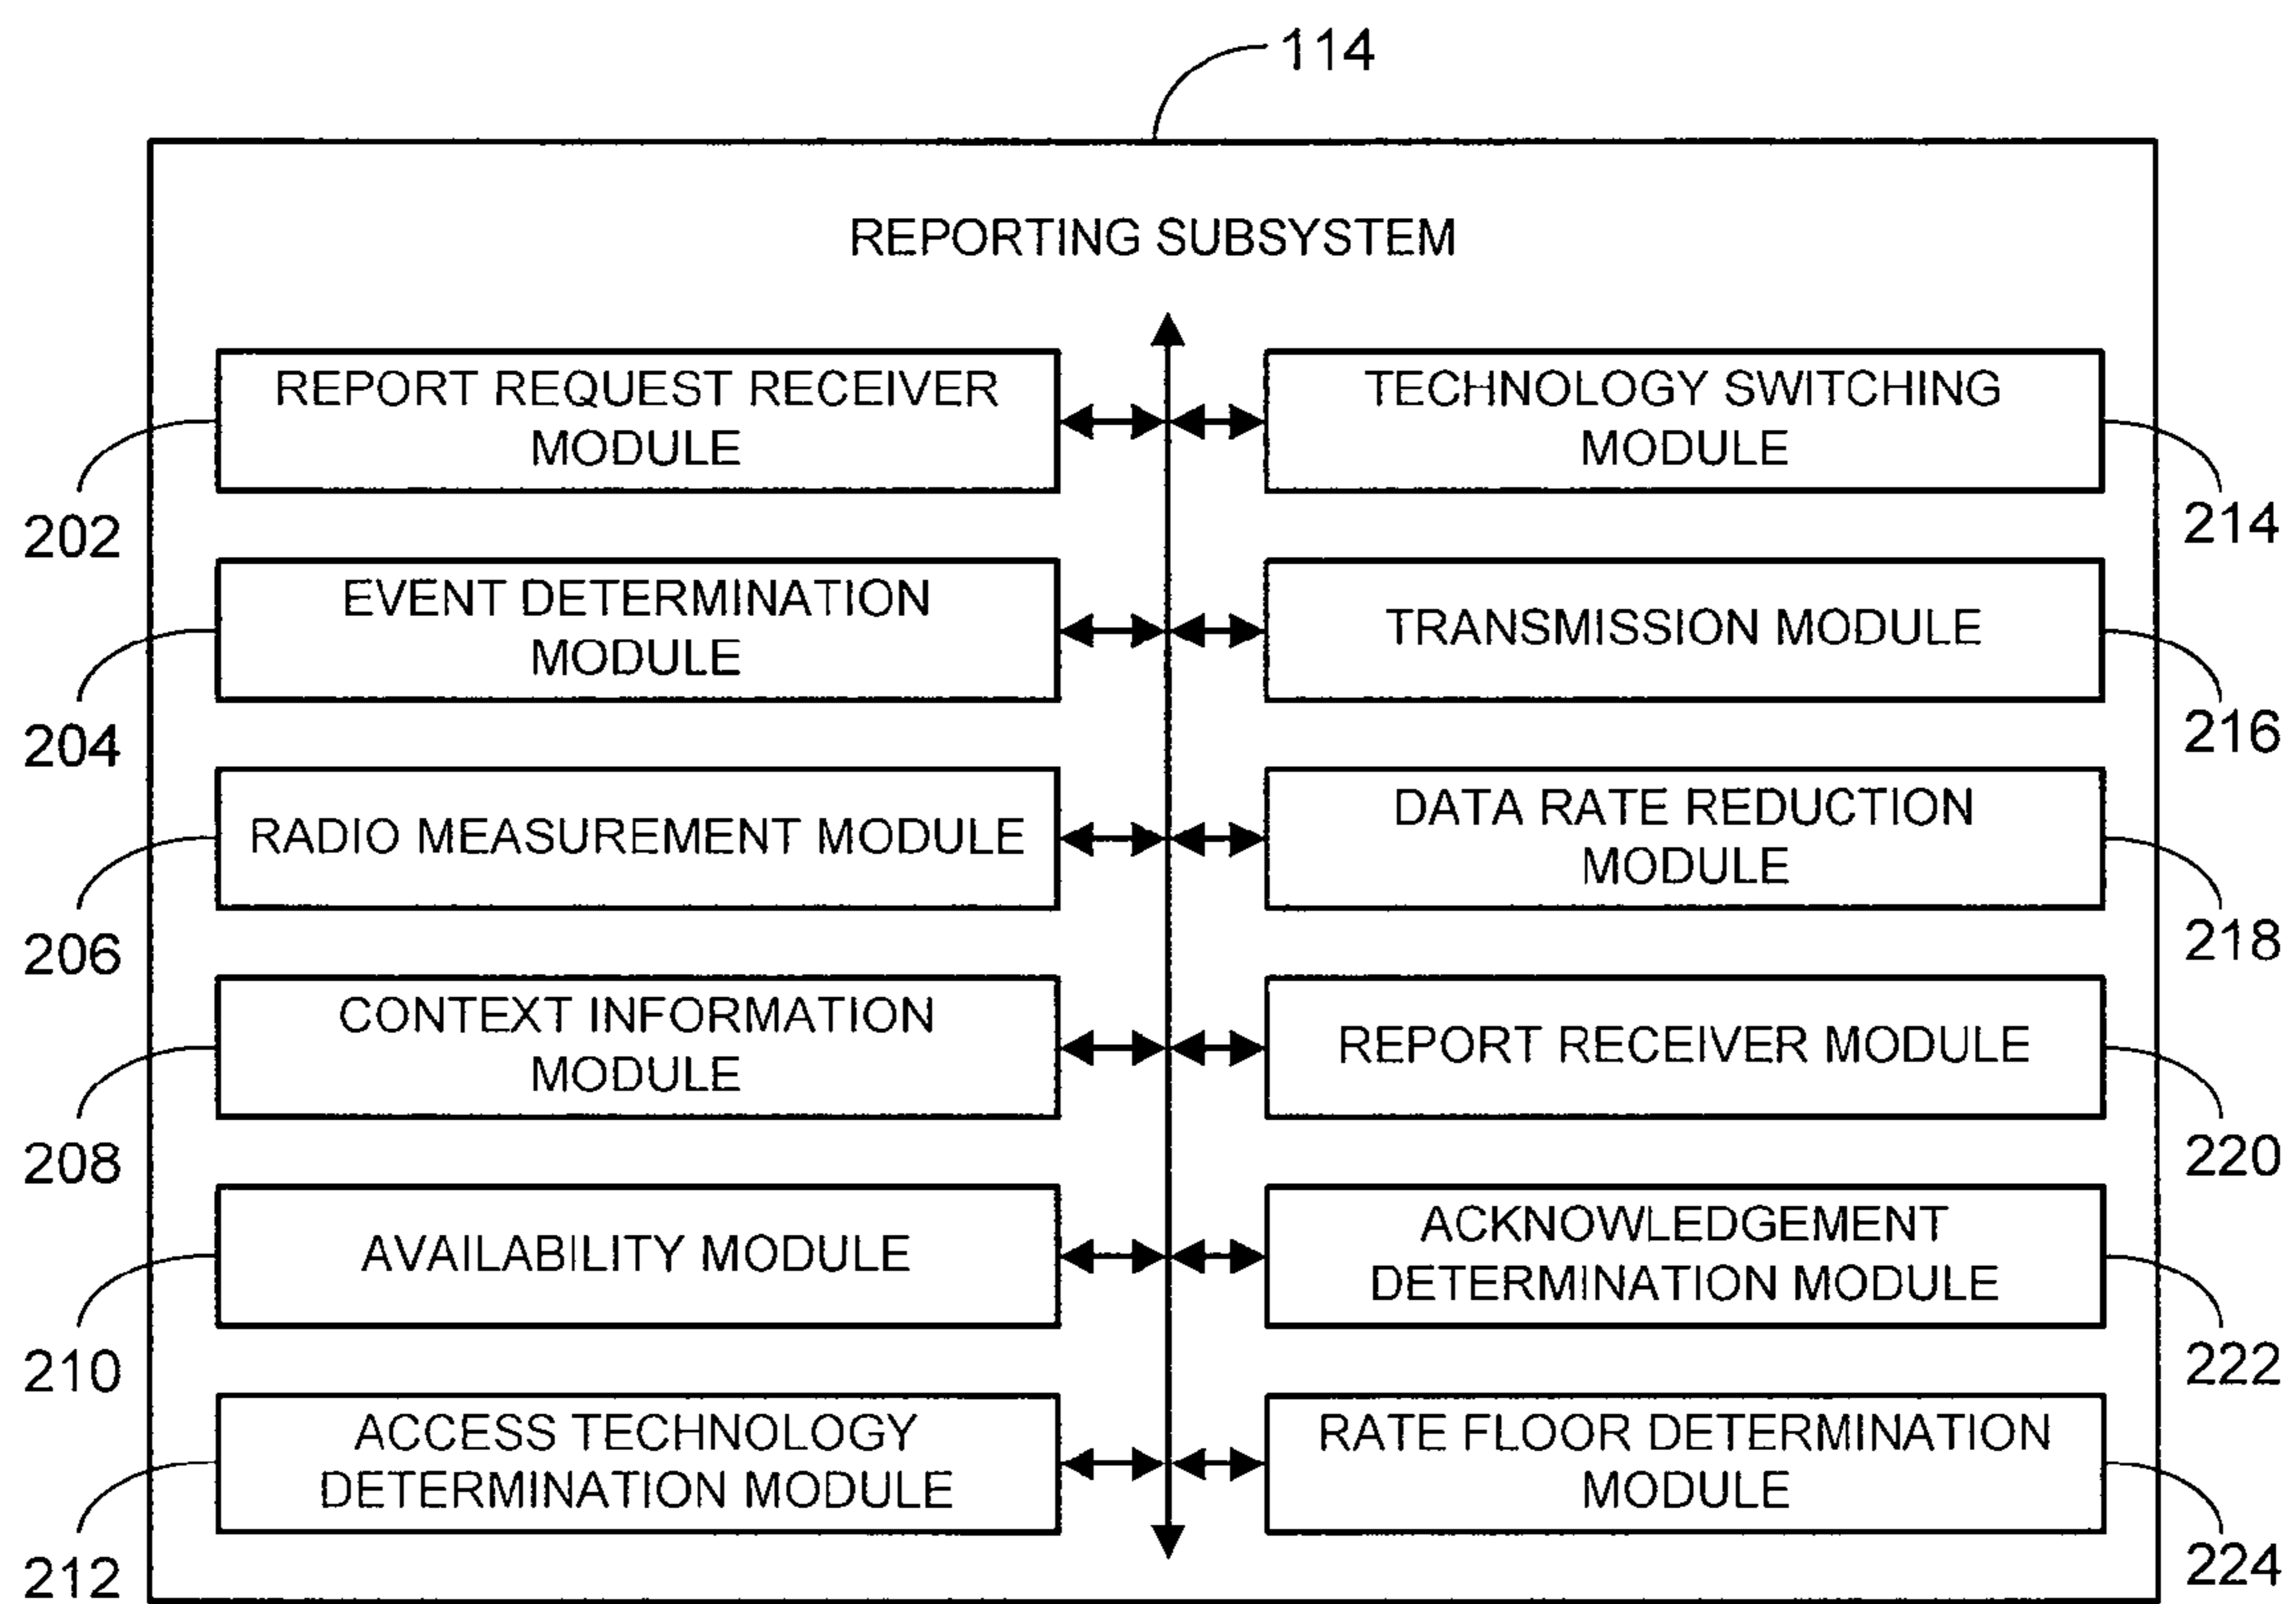 114
REPORTING SUBSYSTEM
REPORT REQUEST RECEIVER
MODULE
202
TECHNOLOGY SWITCHING
MODULE
214
EVENT DETERMINATION
MODULE
204
TRANSMISSION MODULE
216
RADIO MEASUREMENT MODULE
206
DATA RATE REDUCTION
MODULE
218
CONTEXT INFORMATION
MODULE
208
REPORT RECEIVER MODULE
220
AVAILABILITY MODULE
210
ACKNOWLEDGEMENT
DETERMINATION MODULE
222
ACCESS TECHNOLOGY
DETERMINATION MODULE
212
RATE FLOOR DETERMINATION
MODULE
224